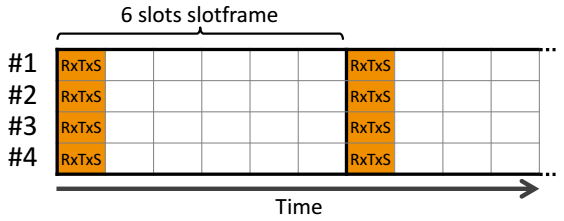 6 slots slotframe
#1 RxTxS RxTxS
#2 RxTxS RxTxS
#3 RxTxS RxTxS
#4 RxTxS RxTxS
Time